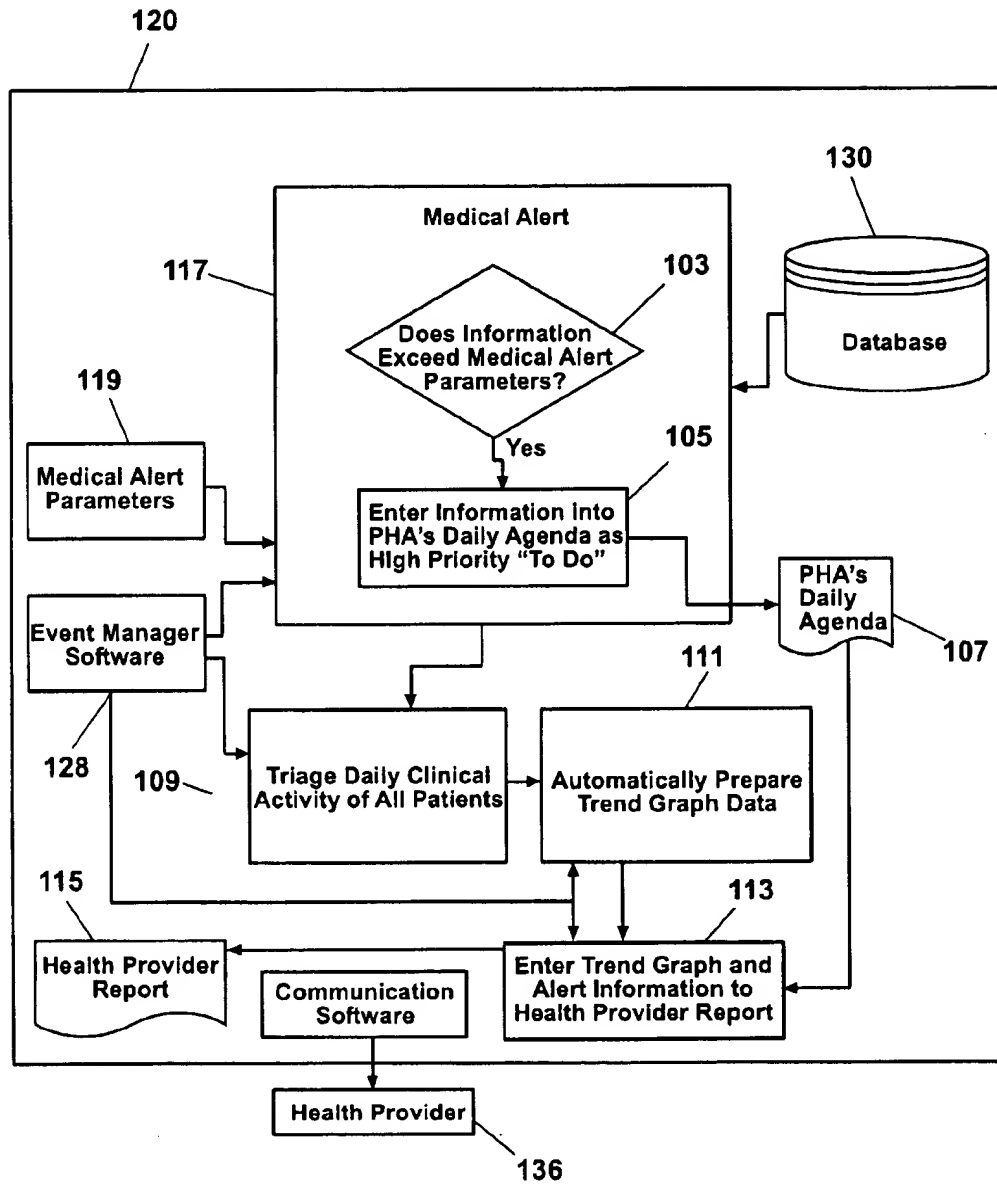 120
130
Medical Alert
117
103
Does Information
Exceed Medical Alert
Parameters?
Database
119
Yes
105
Medical Alert
Parameters
Enter Information into
PHA's Daily Agenda as
High Priority “To Do”
PHA's
Daily
Agenda
107
Event Manager
Software
111
128
109
Triage Daily Clinical
Activity of All Patients
Automatically Prepare
Trend Graph Data
115
113
Health Provider
Report
Communication
Software
Enter Trend Graph and
Alert Information to
Health Provider Report
Health Provider
136